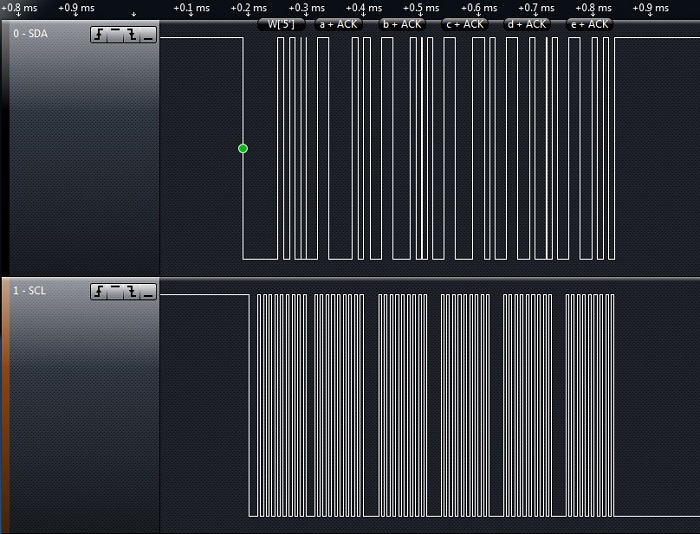 +0.8 ms +0.9 ms +0.1 ms +0.2 ms +0.3 ms +0.4 ms +0.5 ms +0.6 ms +0.7 ms +0.8 ms +0.9 ms
W['5'] a + ACK b + ACK c + ACK d + ACK e + ACK
0 - SDA
1 - SCL